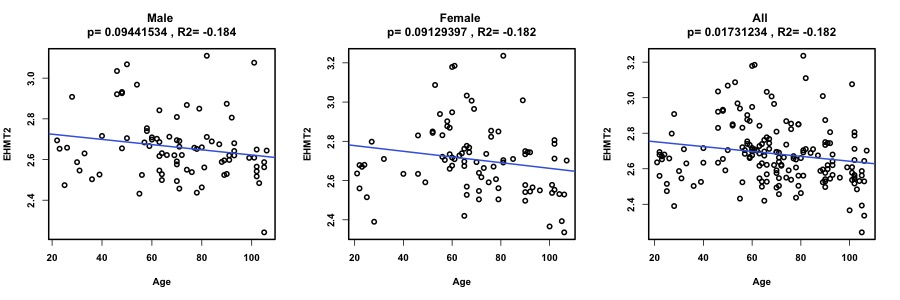 Male
p= 0.09441534 , R2= -0.184
EHMT2
3.0
2.8
2.6
2.4
20 40 60 80 100
Age
Female
p= 0.09129397 , R2= -0.182
EHMT2
3.2
3.0
2.8
2.6
2.4
20 40 60 80 100
Age
All
p= 0.01731234 , R2= -0.182
EHMT2
3.2
3.0
2.8
2.6
2.4
20 40 60 80 100
Age